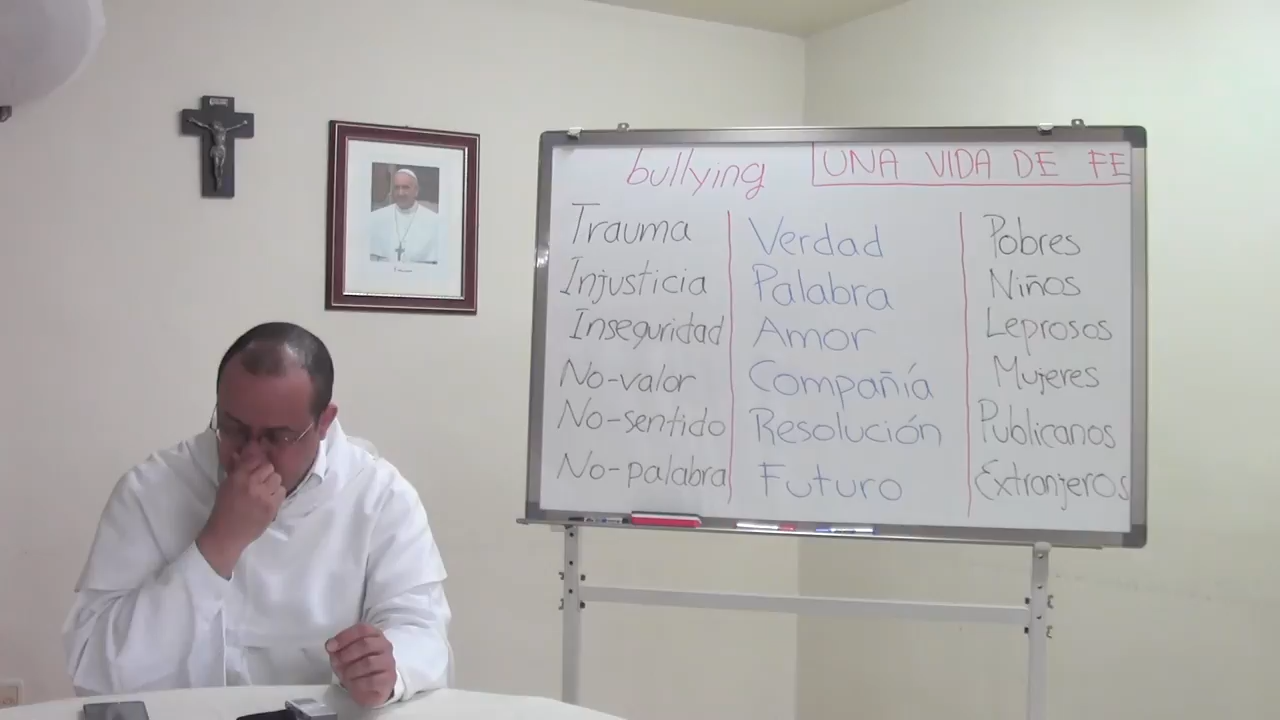 bullying
UNA VIDA DE FE
Trauma
Injusticia
Inseguridad
No-valor
No-sentido
No-palabra
Verdad
Palabra
Amor
Compañía
Resolución
Futuro
Pobres
Niños
Leprosos
Mujeres
Publicanos
Extranjeros